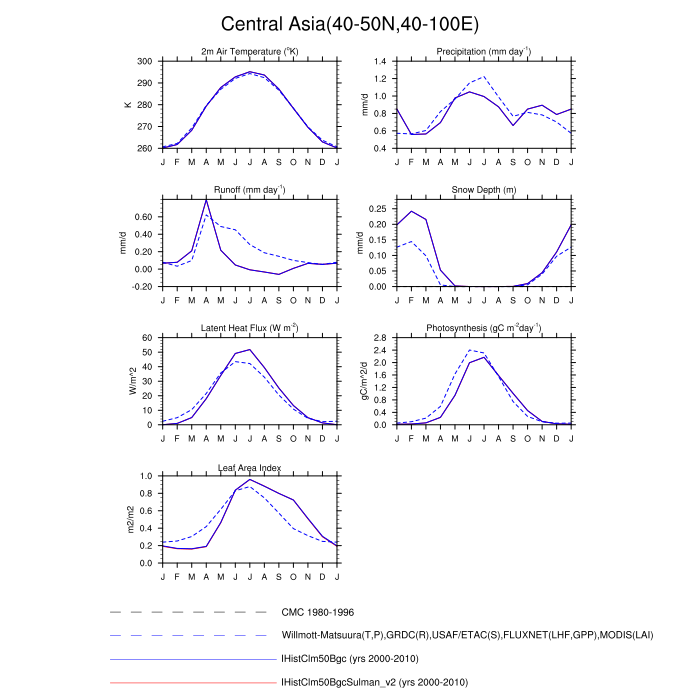 Central Asia(40-50N,40-100E)
2m Air Temperature (°K)
Precipitation (mm day⁻¹)
300
290
280
270
260
K
J F M A M J J A S O N D J
1.4
1.2
1.0
0.8
0.6
0.4
mm/d
J F M A M J J A S O N D J
Runoff (mm day⁻¹)
Snow Depth (m)
0.60
0.40
0.20
0.00
-0.20
mm/d
J F M A M J J A S O N D J
0.25
0.20
0.15
0.10
0.05
0.00
mm/d
J F M A M J J A S O N D J
Latent Heat Flux (W m⁻²)
Photosynthesis (gC m⁻²day⁻¹)
60
50
40
30
20
10
0
W/m^2
J F M A M J J A S O N D J
2.8
2.4
2.0
1.6
1.2
0.8
0.4
0.0
gC/m^2/d
J F M A M J J A S O N D J
Leaf Area Index
1.0
0.8
0.6
0.4
0.2
0.0
m2/m2
J F M A M J J A S O N D J
CMC 1980-1996
Willmott-Matsuura(T,P),GRDC(R),USAF/ETAC(S),FLUXNET(LHF,GPP),MODIS(LAI)
IHistClm50Bgc (yrs 2000-2010)
IHistClm50BgcSulman_v2 (yrs 2000-2010)